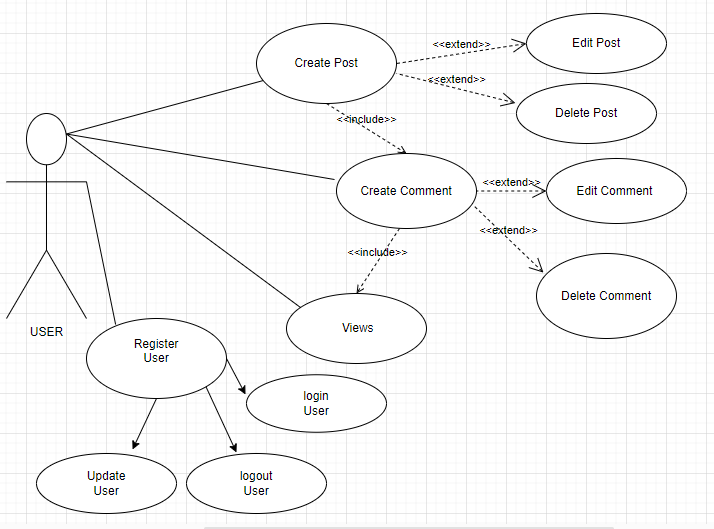 Create Post
<<extend>>
Edit Post
<<extend>>
Delete Post
<<include>>
Create Comment
<<extend>>
Edit Comment
<<extend>>
Delete Comment
<<include>>
Views
USER
Register
User
login
User
Update
User
logout
User